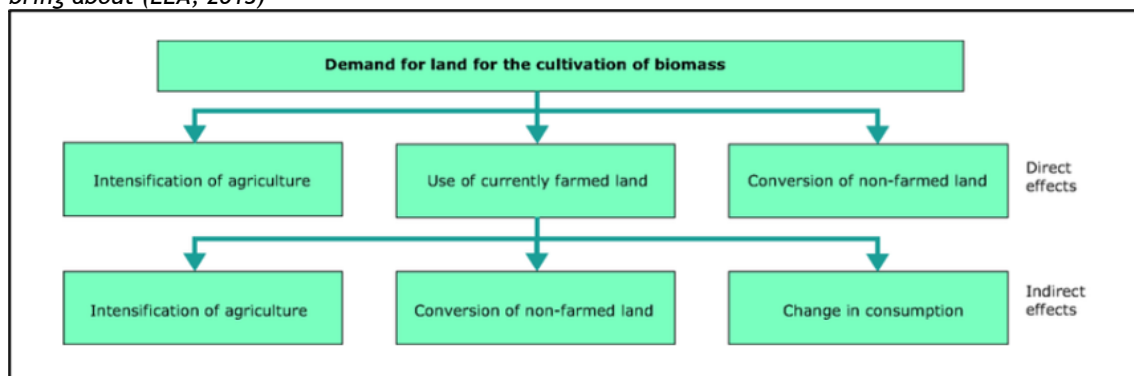 bring about (EEA, 2013)
Demand for land for the cultivation of biomass
Intensification of agriculture
Use of currently farmed land
Conversion of non-farmed land
Direct
effects
Intensification of agriculture
Conversion of non-farmed land
Change in consumption
Indirect
effects